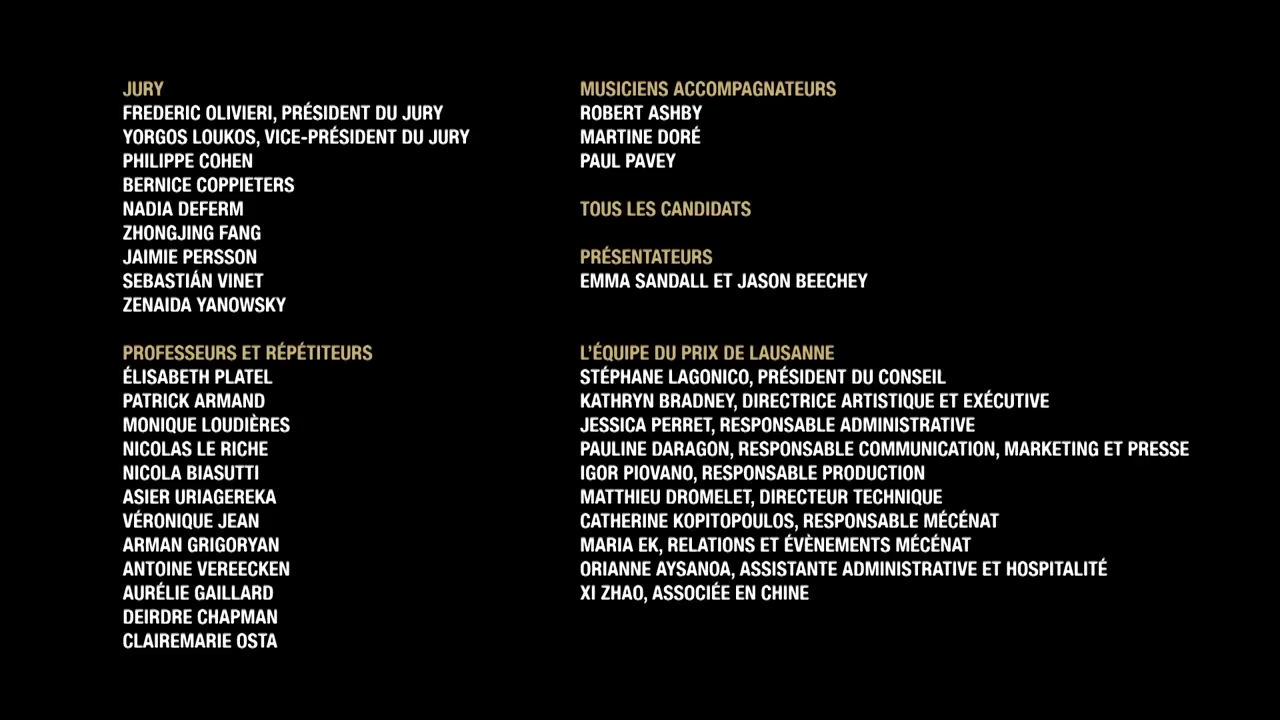 JURY
FREDERIC OLIVIERI, PRÉSIDENT DU JURY
YORGOS LOUKOS, VICE-PRÉSIDENT DU JURY
PHILIPPE COHEN
BERNICE COPPIETERS
NADIA DEFERM
ZHONGJING FANG
JAIMIE PERSSON
SEBASTIÁN VINET
ZENAIDA YANOWSKY
PROFESSEURS ET RÉPÉTITEURS
ÉLISABETH PLATEL
PATRICK ARMAND
MONIQUE LOUDIÈRES
NICOLAS LE RICHE
NICOLA BIASUTTI
ASIER URIAGEREKA
VÉRONIQUE JEAN
ARMAN GRIGORYAN
ANTOINE VEREECKEN
AURÉLIE GAILLARD
DEIRDRE CHAPMAN
CLAIREMARIE OSTA
MUSICIENS ACCOMPAGNATEURS
ROBERT ASHBY
MARTINE DORÉ
PAUL PAVEY
TOUS LES CANDIDATS
PRÉSENTATEURS
EMMA SANDALL ET JASON BEECHEY
L'ÉQUIPE DU PRIX DE LAUSANNE
STÉPHANE LAGONICO, PRÉSIDENT DU CONSEIL
KATHRYN BRADNEY, DIRECTRICE ARTISTIQUE ET EXÉCUTIVE
JESSICA PERRET, RESPONSABLE ADMINISTRATIVE
PAULINE DARAGON, RESPONSABLE COMMUNICATION, MARKETING ET PRESSE
IGOR PIOVANO, RESPONSABLE PRODUCTION
MATTHIEU DROMELET, DIRECTEUR TECHNIQUE
CATHERINE KOPITOPOULOS, RESPONSABLE MÉCÉNAT
MARIA EK, RELATIONS ET ÉVÈNEMENTS MÉCÉNAT
ORIANNE AYSANOA, ASSISTANTE ADMINISTRATIVE ET HOSPITALITÉ
XI ZHAO, ASSOCIÉE EN CHINE